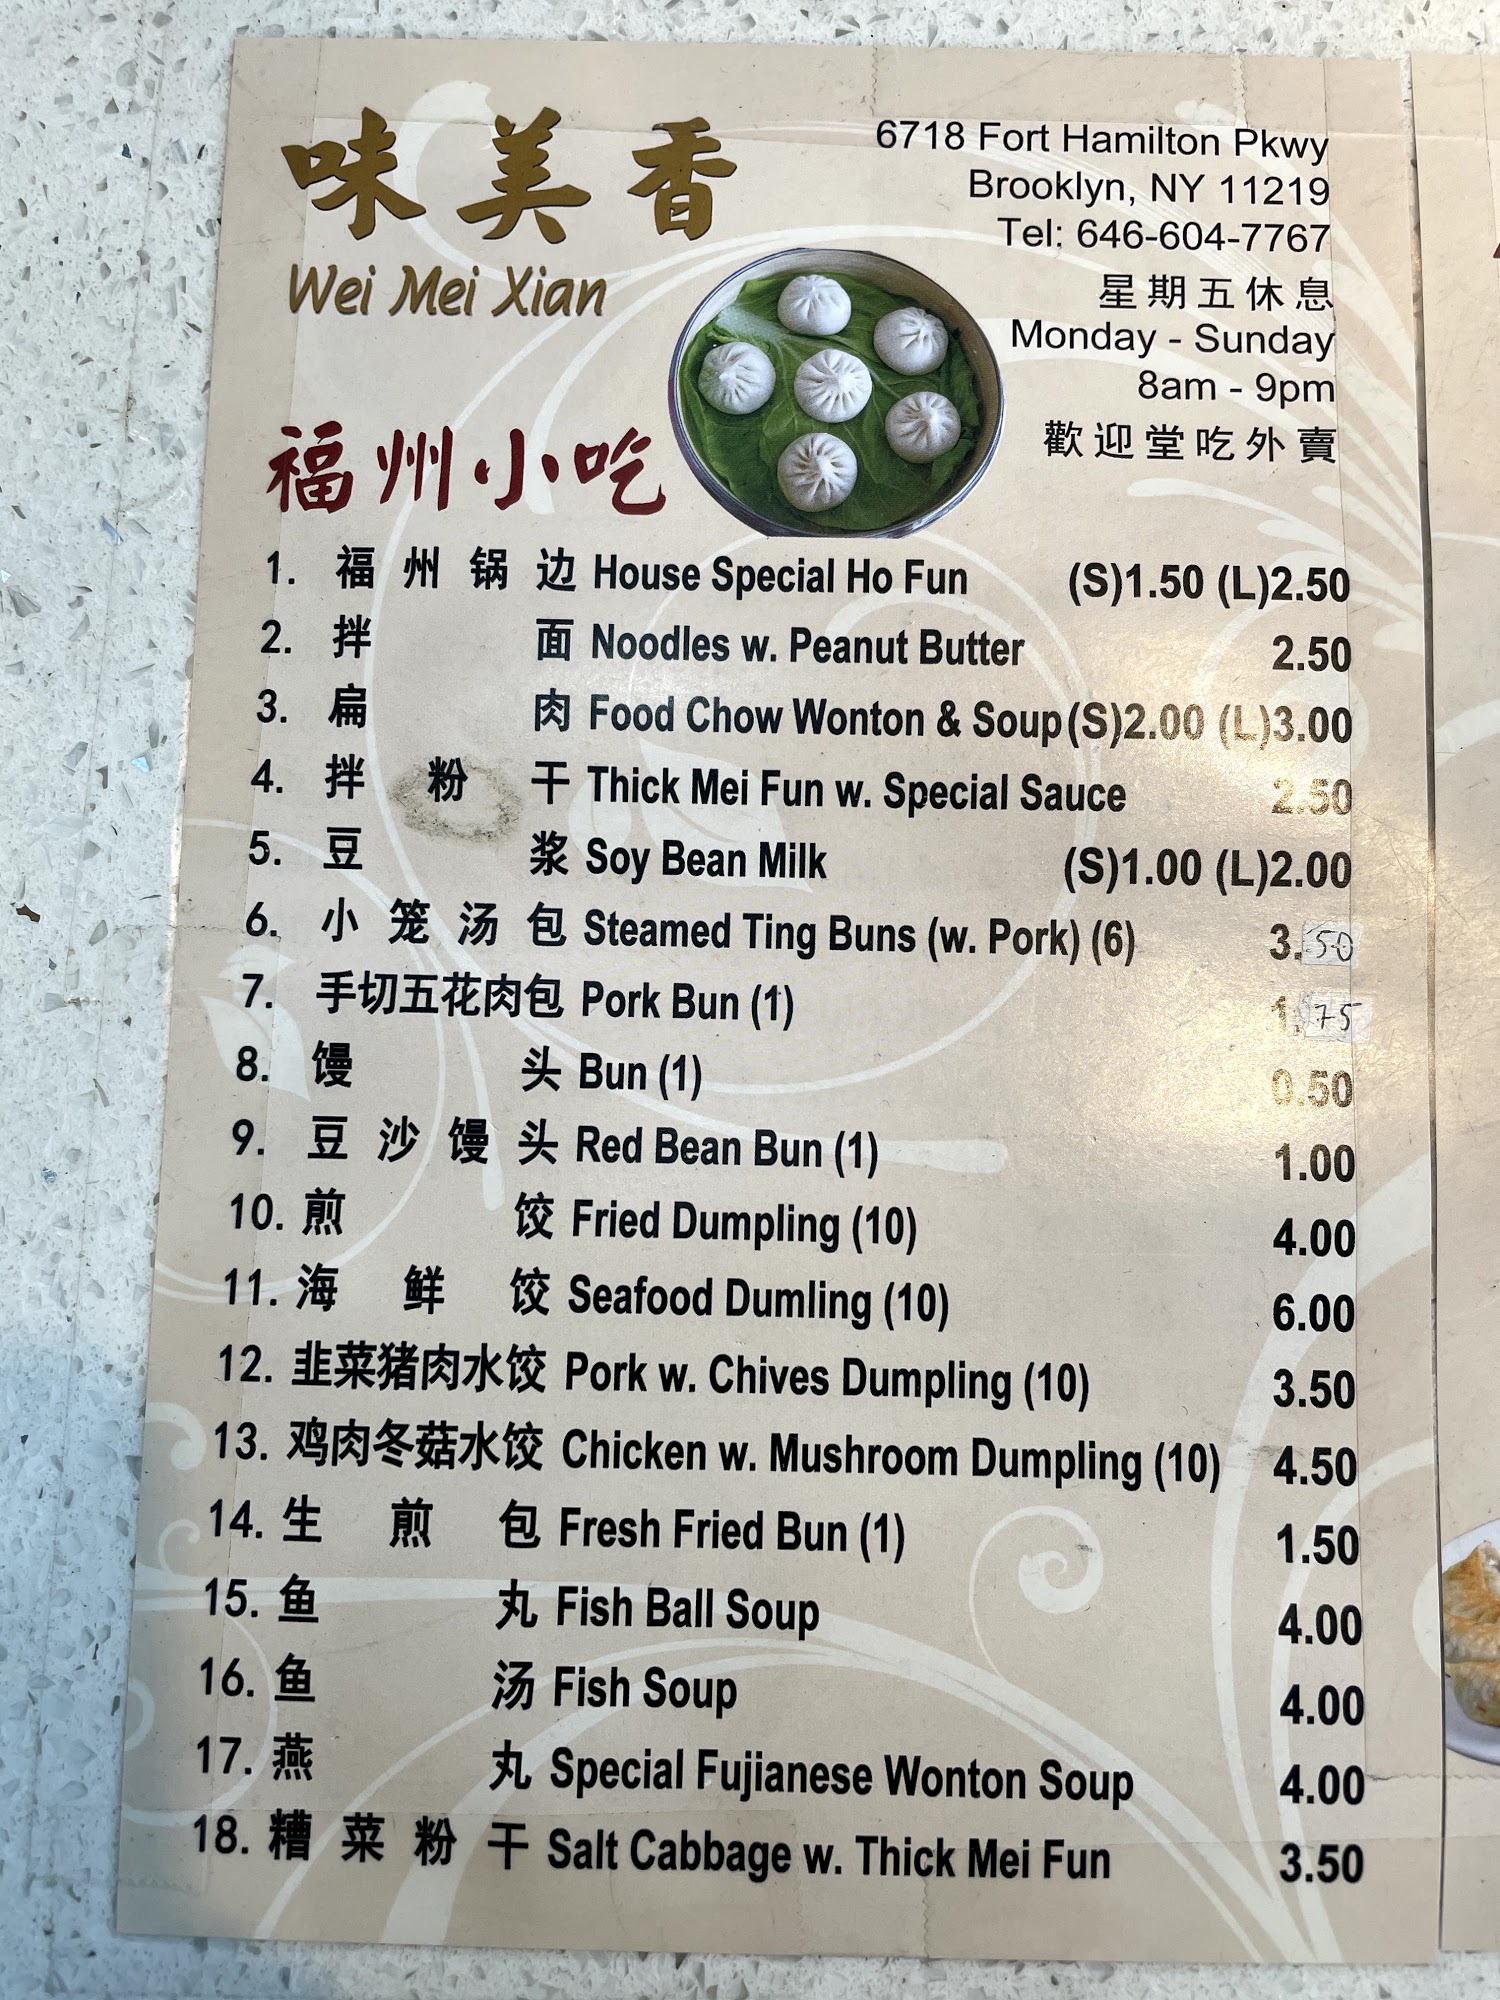 味美香
Wei Mei Xian
6718 Fort Hamilton Pkwy
Brooklyn, NY 11219
Tel: 646-604-7767
星期五休息
Monday - Sunday
8am - 9pm
歡迎堂吃外賣
福州小吃
1. 福州锅边 House Special Ho Fun (S)1.50 (L)2.50
2. 拌面 Noodles w. Peanut Butter 2.50
3. 扁肉 Food Chow Wonton & Soup (S)2.00 (L)3.00
4. 拌粉干 Thick Mei Fun w. Special Sauce 2.50
5. 豆浆 Soy Bean Milk (S)1.00 (L)2.00
6. 小笼汤包 Steamed Ting Buns (w. Pork) (6) 3.50
7. 手切五花肉包 Pork Bun (1) 1.75
8. 馒头 Bun (1) 0.50
9. 豆沙馒头 Red Bean Bun (1) 1.00
10. 煎饺 Fried Dumpling (10) 4.00
11. 海鲜饺 Seafood Dumling (10) 6.00
12. 韭菜猪肉水饺 Pork w. Chives Dumpling (10) 3.50
13. 鸡肉冬菇水饺 Chicken w. Mushroom Dumpling (10) 4.50
14. 生煎包 Fresh Fried Bun (1) 1.50
15. 鱼丸 Fish Ball Soup 4.00
16. 鱼汤 Fish Soup 4.00
17. 燕丸 Special Fujianese Wonton Soup 4.00
18. 糟菜粉干 Salt Cabbage w. Thick Mei Fun 3.50